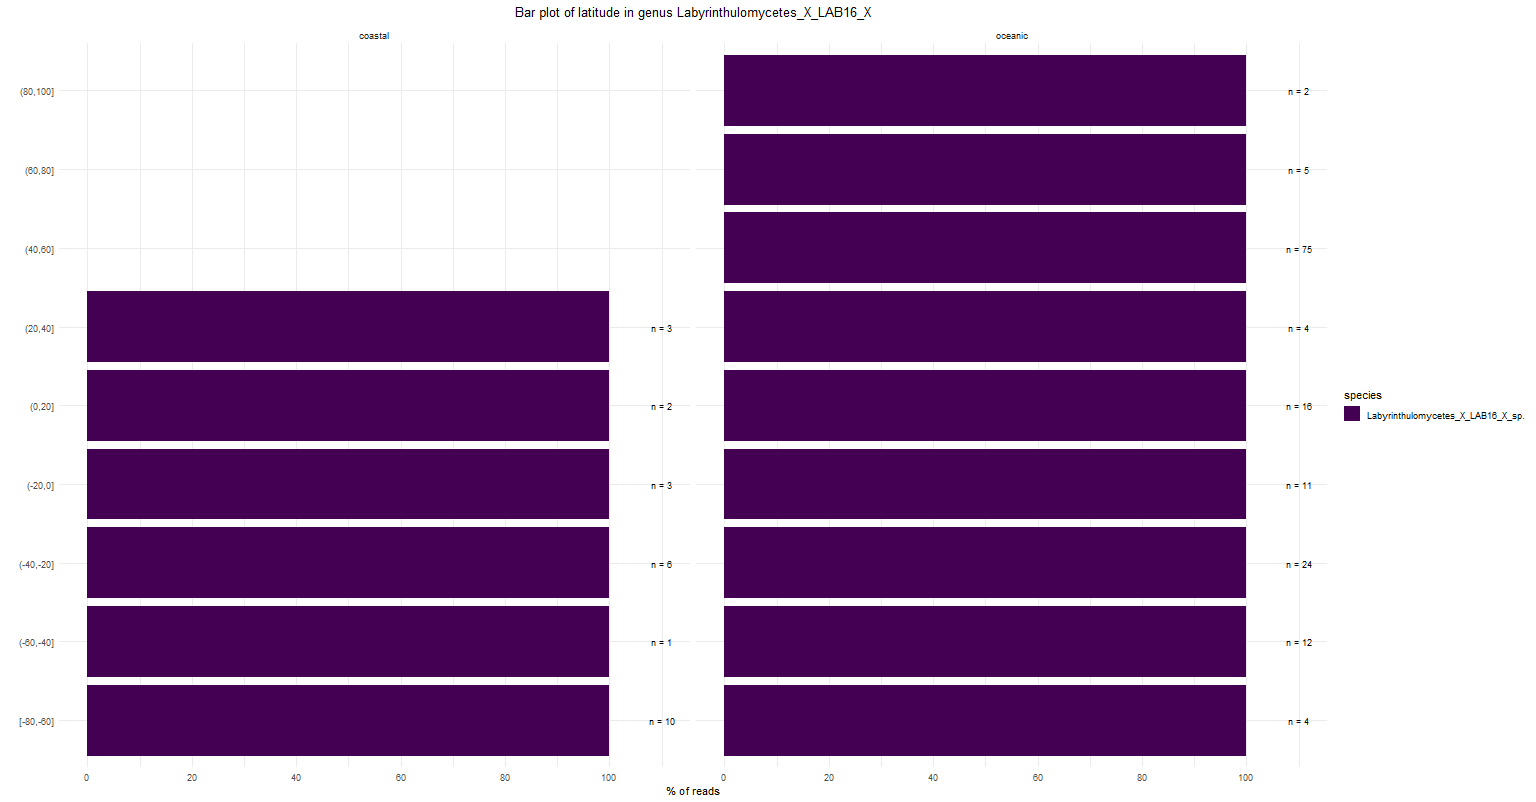 Bar plot of latitude in genus Labyrinthulomycetes_X_LAB16_X
coastal
oceanic
(80,100]
n = 2
(60,80]
n = 5
(40,60]
n = 75
(20,40]
n = 3
n = 4
(0,20]
n = 2
n = 16
(-20,0]
n = 3
n = 11
(-40,-20]
n = 6
n = 24
(-60,-40]
n = 1
n = 12
[-80,-60]
n = 10
n = 4
0 20 40 60 80 100
0 20 40 60 80 100
% of reads
species
Labyrinthulomycetes_X_LAB16_X_sp.